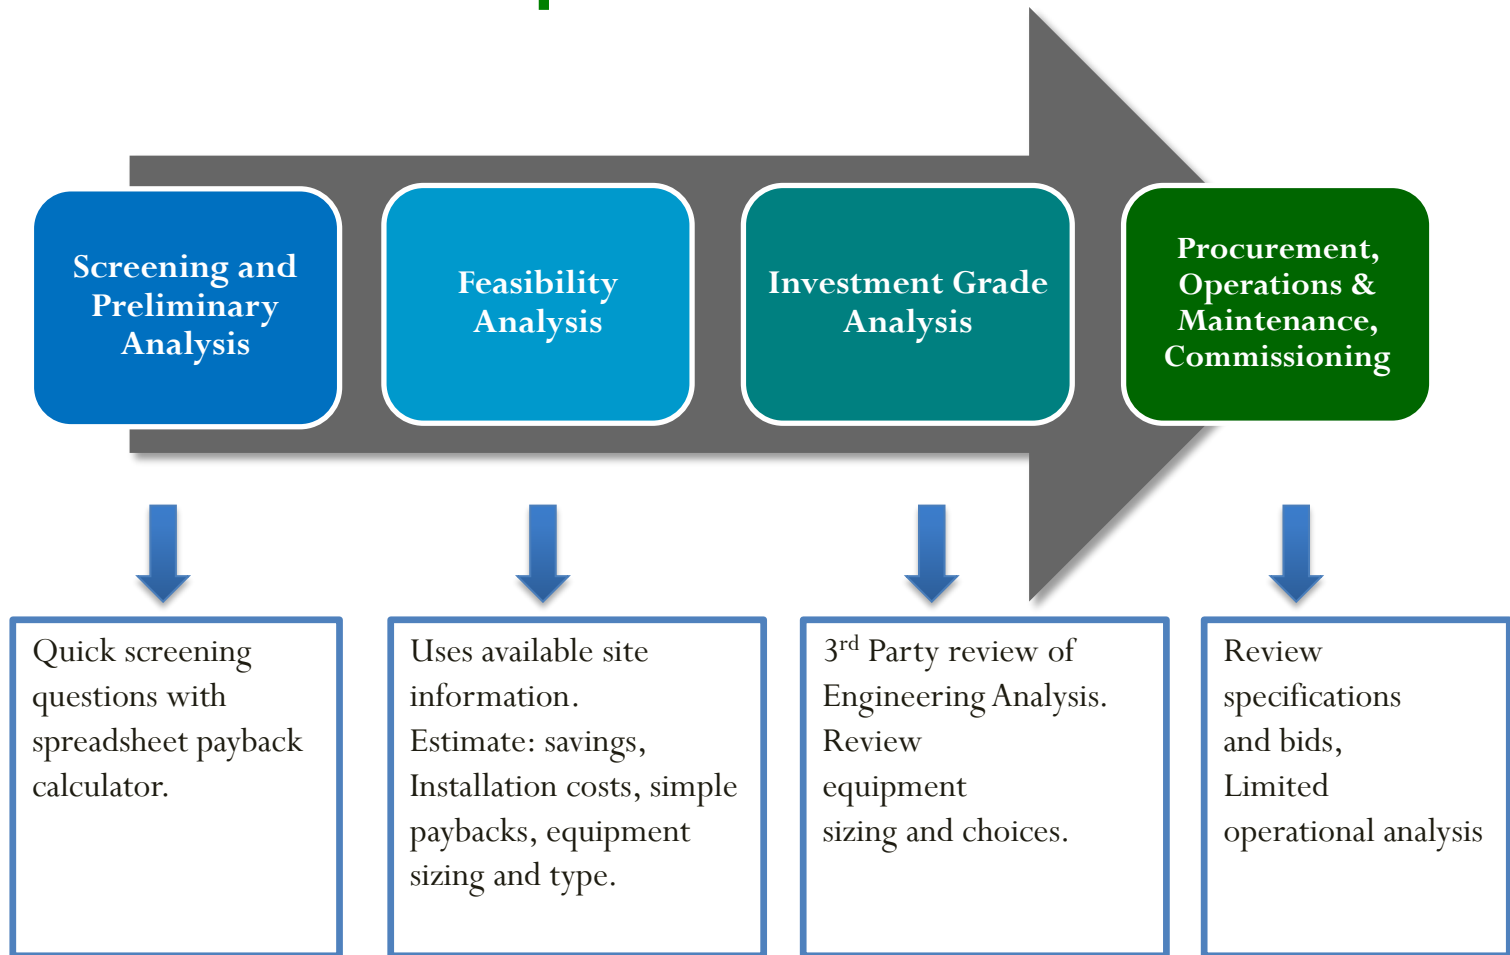 Screening and
Preliminary
Analysis
Feasibility
Analysis
Investment Grade
Analysis
Procurement,
Operations &
Maintenance,
Commissioning
Quick screening
questions with
spreadsheet payback
calculator.
Uses available site
information.
Estimate: savings,
Installation costs, simple
paybacks, equipment
sizing and type.
3rd Party review of
Engineering Analysis.
Review
equipment
sizing and choices.
Review
specifications
and bids,
Limited
operational analysis